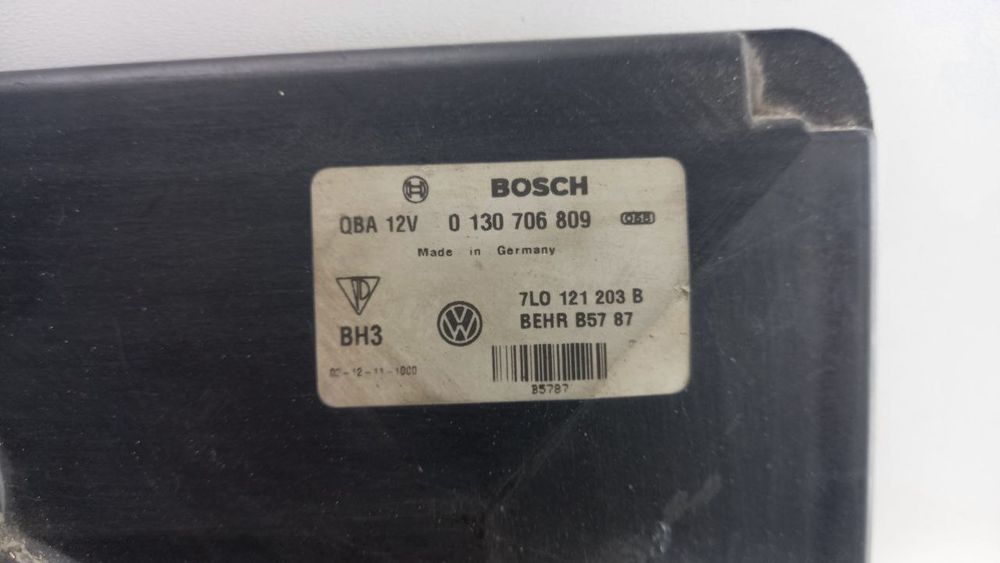 BOSCH
QBA 12V 0 130 706 809
Made in Germany
7L0 121 203 B
BH3
BEHR B57 87
B5787